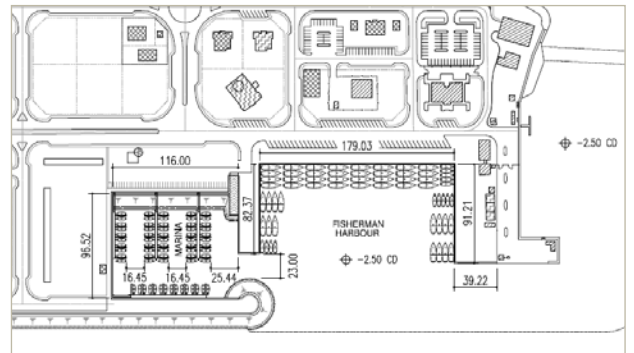 179.03
-2.50 CD
116.00
82.37
91.21
FISHERMAN
HARBOUR
MARINA
96.52
-2.50 CD
16.45
16.45
25.44
23.00
39.22